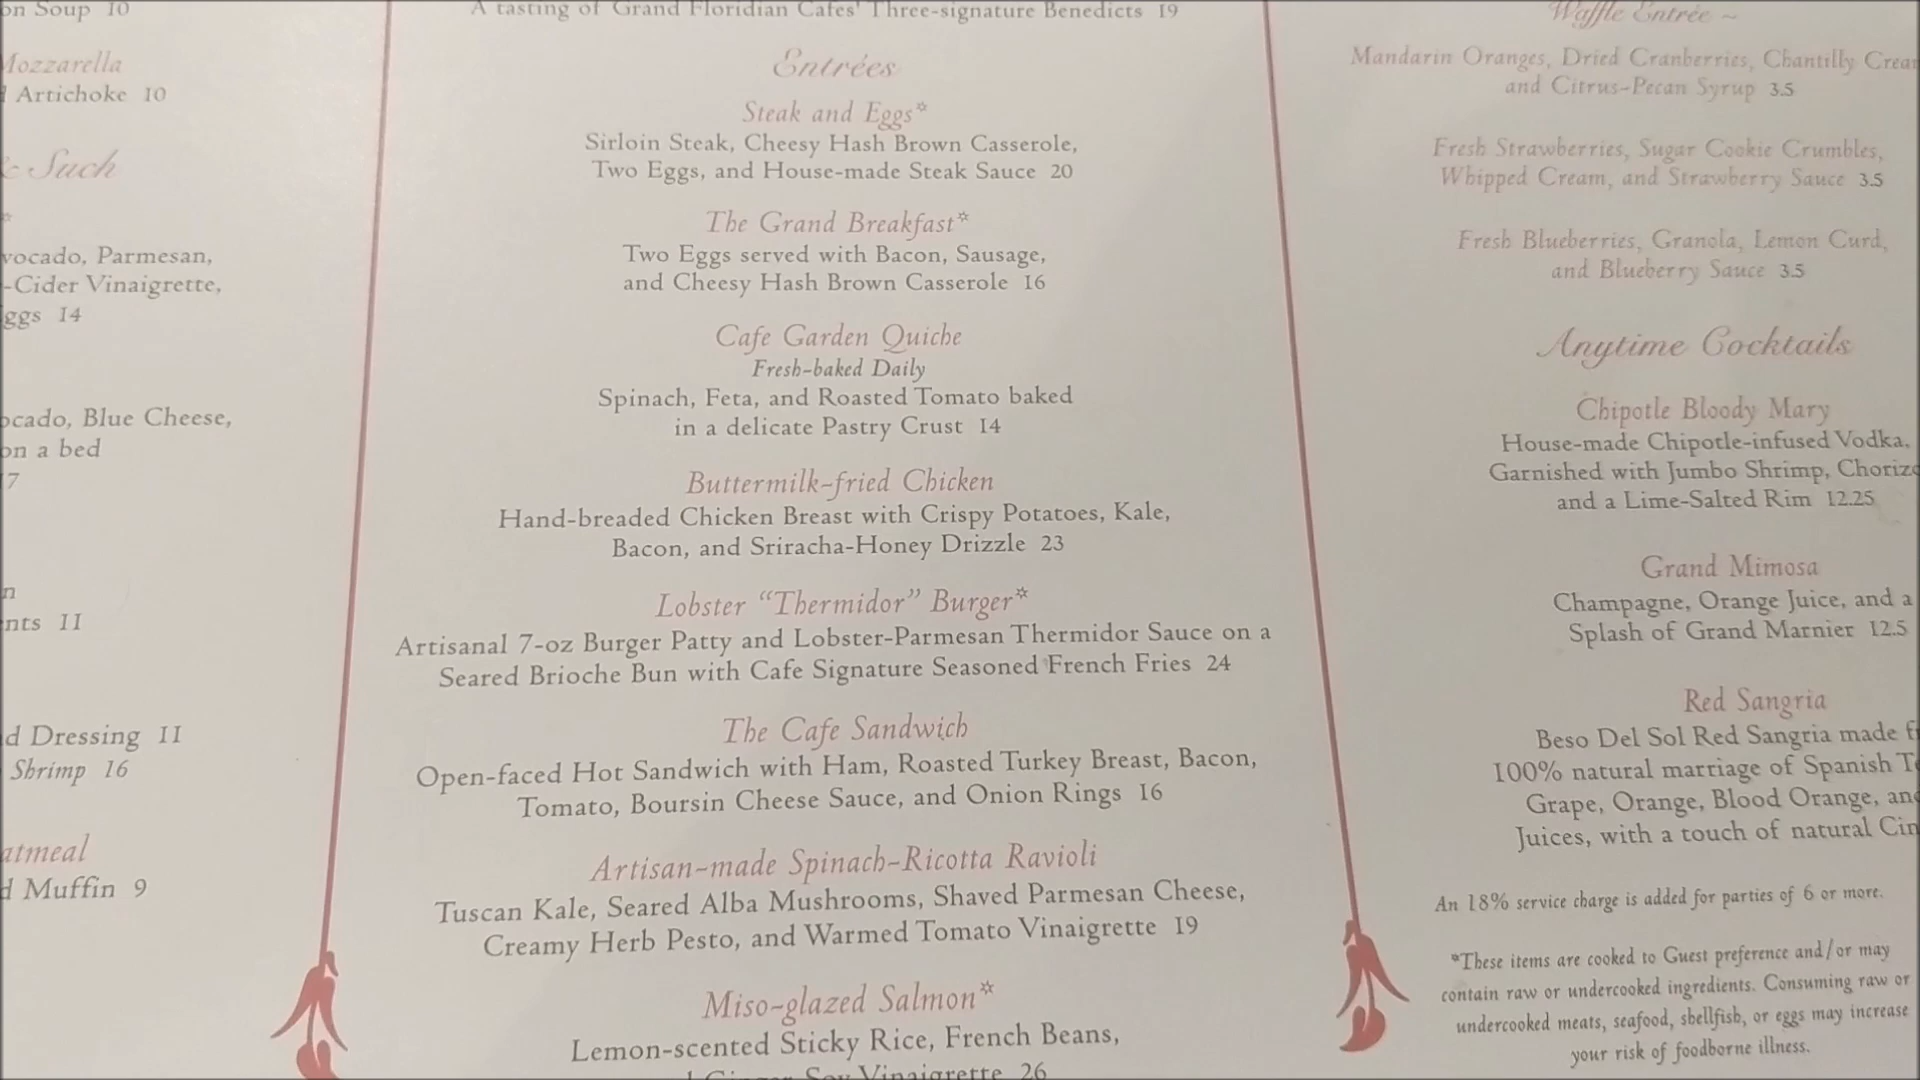 on Soup 10
Mozzarella
Artichoke 10
& Such
vocado, Parmesan,
-Cider Vinaigrette,
ggs 14
ocado, Blue Cheese,
on a bed
7
n
nts 11
d Dressing 11
Shrimp 16
atmeal
d Muffin 9
A tasting of Grand Floridian Cafes' Three-signature Benedicts 19
Entrées
Steak and Eggs*
Sirloin Steak, Cheesy Hash Brown Casserole,
Two Eggs, and House-made Steak Sauce 20
The Grand Breakfast*
Two Eggs served with Bacon, Sausage,
and Cheesy Hash Brown Casserole 16
Cafe Garden Quiche
Fresh-baked Daily
Spinach, Feta, and Roasted Tomato baked
in a delicate Pastry Crust 14
Buttermilk-fried Chicken
Hand-breaded Chicken Breast with Crispy Potatoes, Kale,
Bacon, and Sriracha-Honey Drizzle 23
Lobster “Thermidor” Burger*
Artisanal 7-oz Burger Patty and Lobster-Parmesan Thermidor Sauce on a
Seared Brioche Bun with Cafe Signature Seasoned French Fries 24
The Cafe Sandwich
Open-faced Hot Sandwich with Ham, Roasted Turkey Breast, Bacon,
Tomato, Boursin Cheese Sauce, and Onion Rings 16
Artisan-made Spinach-Ricotta Ravioli
Tuscan Kale, Seared Alba Mushrooms, Shaved Parmesan Cheese,
Creamy Herb Pesto, and Warmed Tomato Vinaigrette 19
Miso-glazed Salmon*
Lemon-scented Sticky Rice, French Beans,
Ginger Soy Vinaigrette 26
Waffle Entrée ~
Mandarin Oranges, Dried Cranberries, Chantilly Crea
and Citrus-Pecan Syrup 3.5
Fresh Strawberries, Sugar Cookie Crumbles,
Whipped Cream, and Strawberry Sauce 3.5
Fresh Blueberries, Granola, Lemon Curd,
and Blueberry Sauce 3.5
Anytime Cocktails
Chipotle Bloody Mary
House-made Chipotle-infused Vodka,
Garnished with Jumbo Shrimp, Chorizo
and a Lime-Salted Rim 12.25
Grand Mimosa
Champagne, Orange Juice, and a
Splash of Grand Marnier 12.5
Red Sangria
Beso Del Sol Red Sangria made f
100% natural marriage of Spanish Te
Grape, Orange, Blood Orange, and
Juices, with a touch of natural Cin
An 18% service charge is added for parties of 6 or more.
*These items are cooked to Guest preference and/or may
contain raw or undercooked ingredients. Consuming raw or
undercooked meats, seafood, shellfish, or eggs may increase
your risk of foodborne illness.